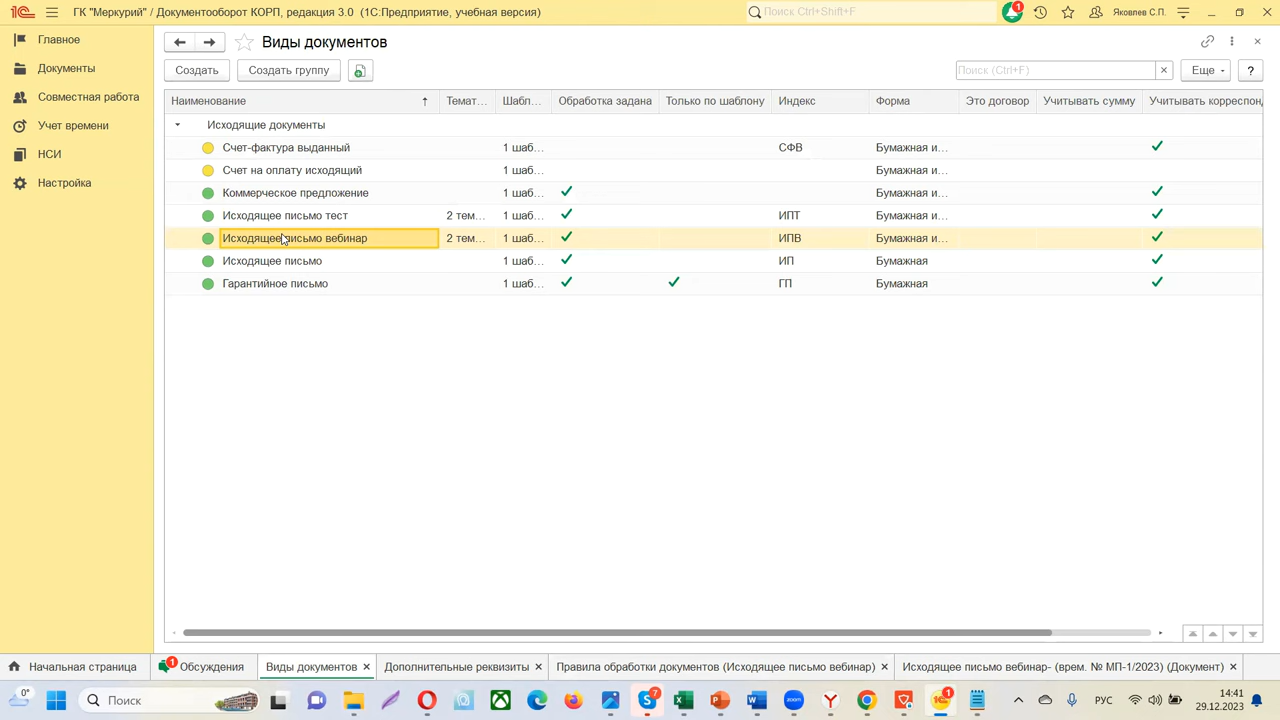 ГК "Меркурий" / Документооборот КОРП, редакция 3.0 (1С:Предприятие, учебная версия)
Поиск Ctrl+Shift+F
1
Яковлев С.П.
Главное
Документы
Совместная работа
Учет времени
НСИ
Настройка
Виды документов
Создать
Создать группу
Поиск (Ctrl+F)
×
Еще
?
Наименование ↑ Темат... Шабл... Обработка задана Только по шаблону Индекс Форма Это договор Учитывать сумму Учитывать корреспонд
Исходящие документы
Счет-фактура выданный 1 шаб... СФВ Бумажная и...
Счет на оплату исходящий 1 шаб... Бумажная и...
Коммерческое предложение 1 шаб... Бумажная и...
Исходящее письмо тест 2 тем... 1 шаб... ИПТ Бумажная и...
Исходящее письмо вебинар 2 тем... 1 шаб... ИПВ Бумажная и...
Исходящее письмо 1 шаб... ИП Бумажная
Гарантийное письмо 1 шаб... ГП Бумажная
Начальная страница
1 Обсуждения
Виды документов ×
Дополнительные реквизиты ×
Правила обработки документов (Исходящее письмо вебинар) ×
Исходящее письмо вебинар- (врем. № МП-1/2023) (Документ) ×
0°
Поиск
7
1
РУС
14:41
29.12.2023